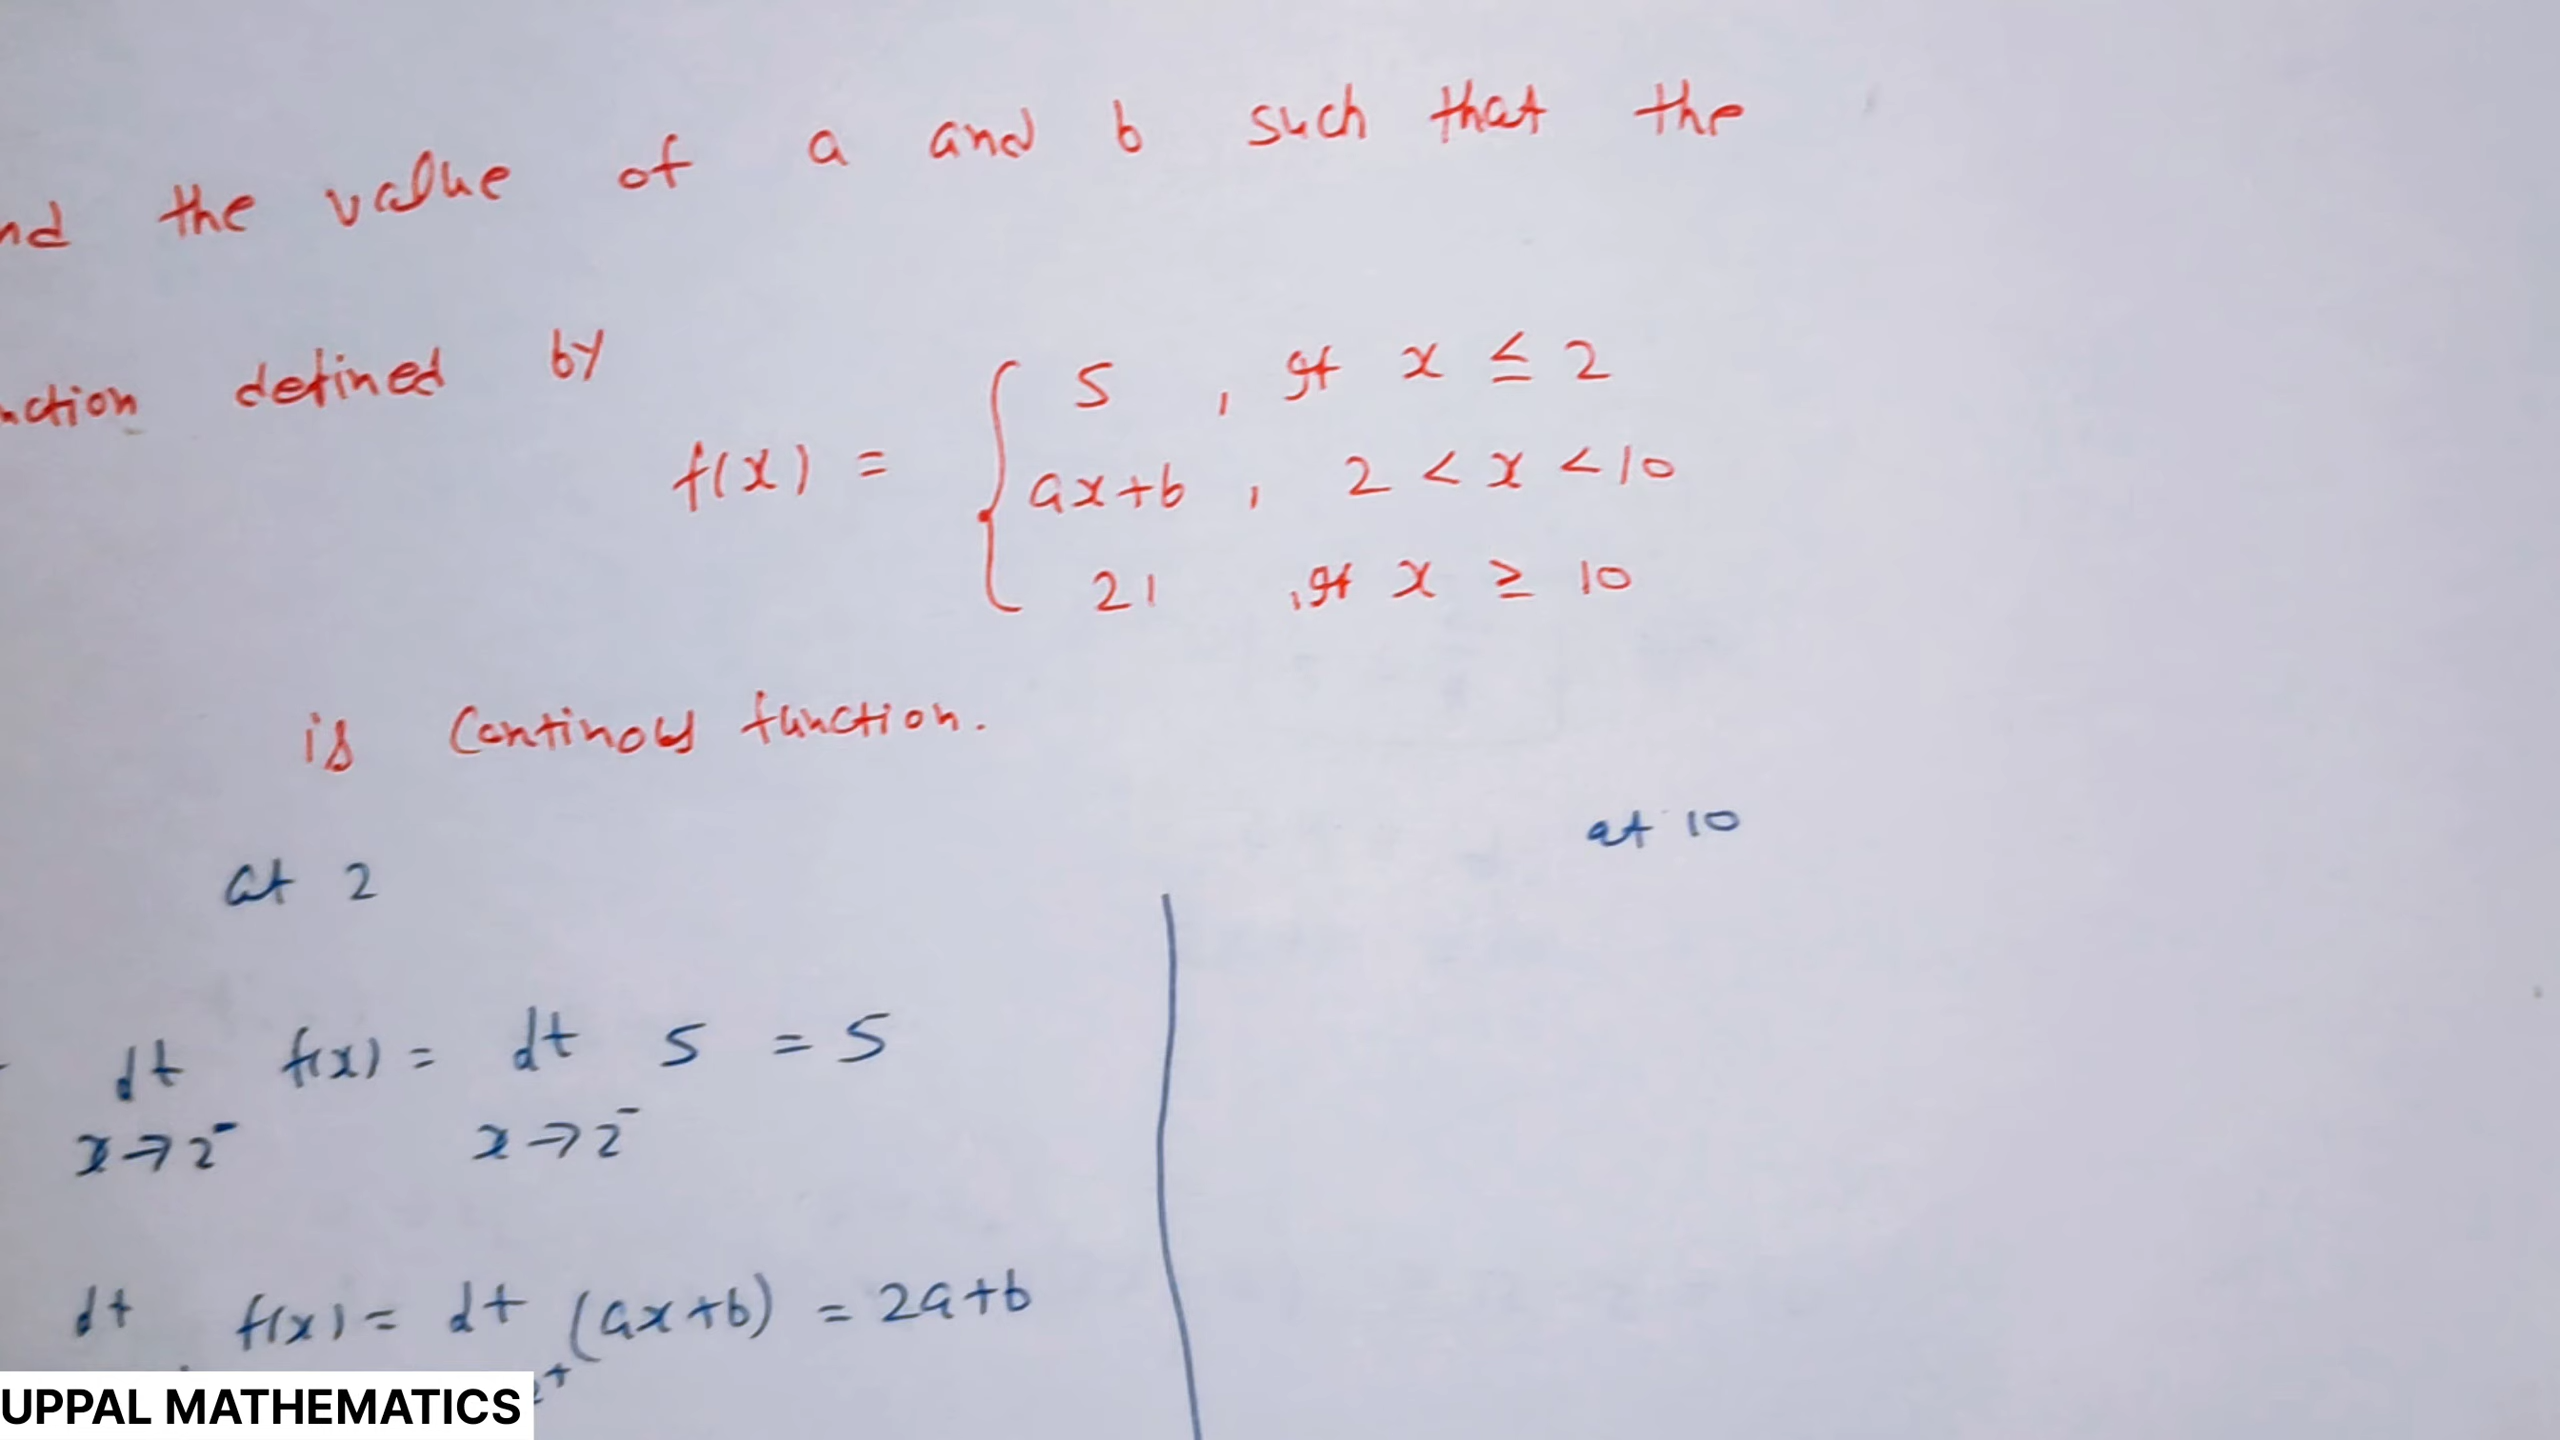 nd the value of a and b such that the
nction defined by
f(x) = { 5 , if x ≤ 2
ax+b , 2 < x < 10
21 , if x ≥ 10
is Continous function.
at 2
at 10
lt f(x) = lt 5 = 5
x→2⁻ x→2⁻
lt f(x) = lt (ax+b) = 2a+b
UPPAL MATHEMATICS